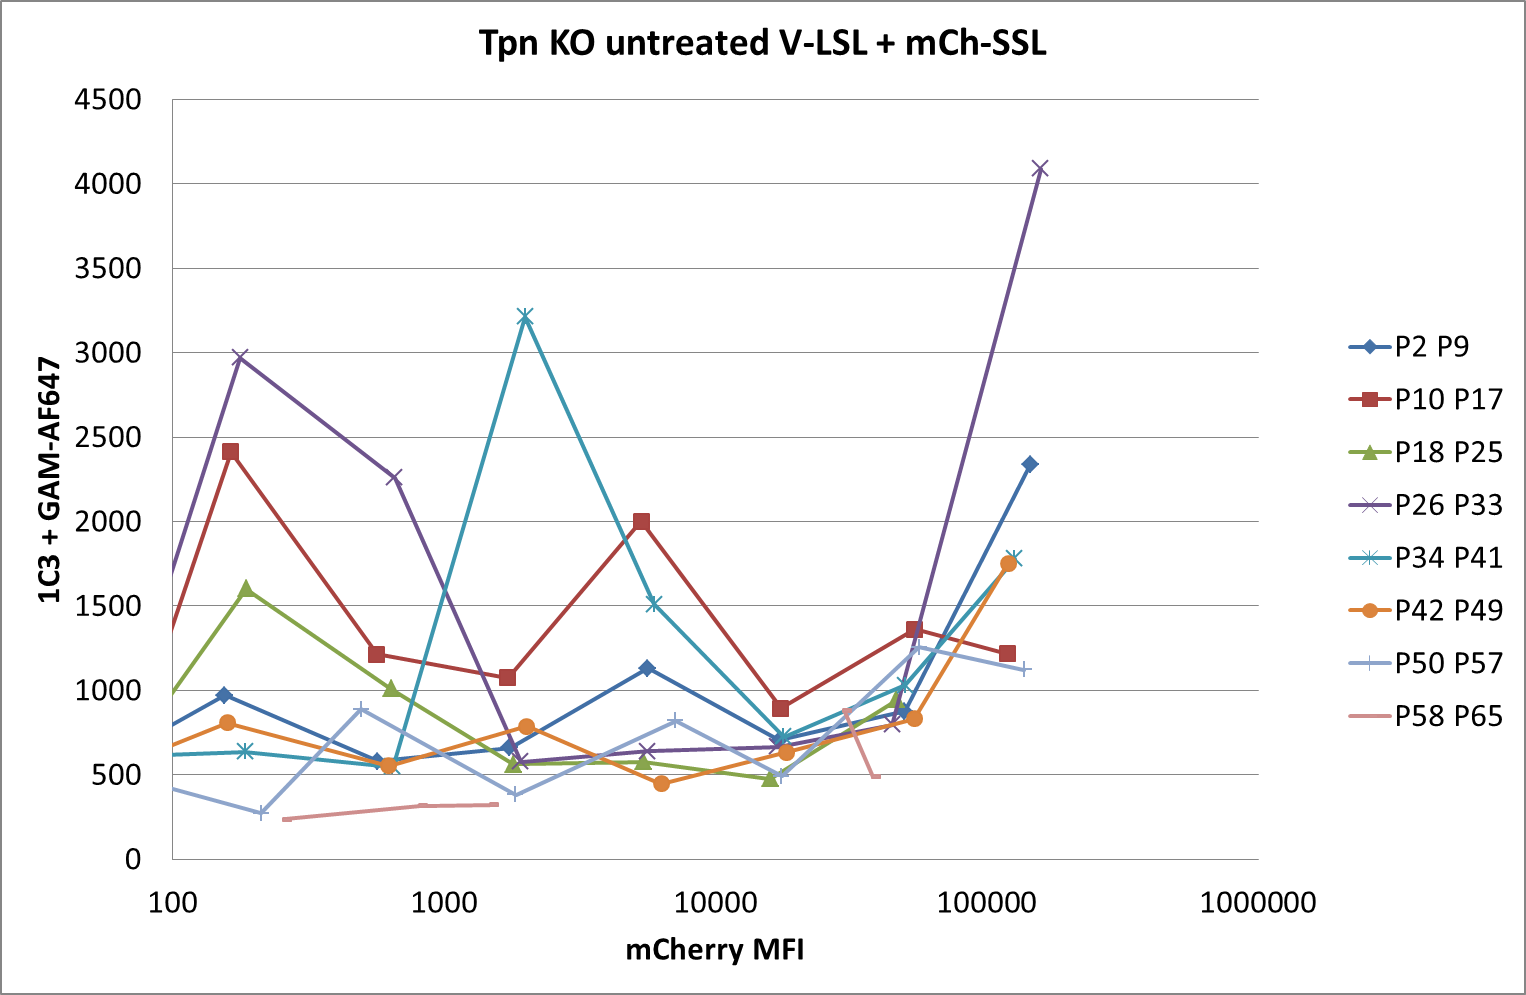 Tpn KO untreated V-LSL + mCh-SSL
4500
4000
3500
3000
2500
2000
1500
1000
500
0
1C3 + GAM-AF647
100 1000 10000 100000 1000000
mCherry MFI
P2 P9
P10 P17
P18 P25
P26 P33
P34 P41
P42 P49
P50 P57
P58 P65